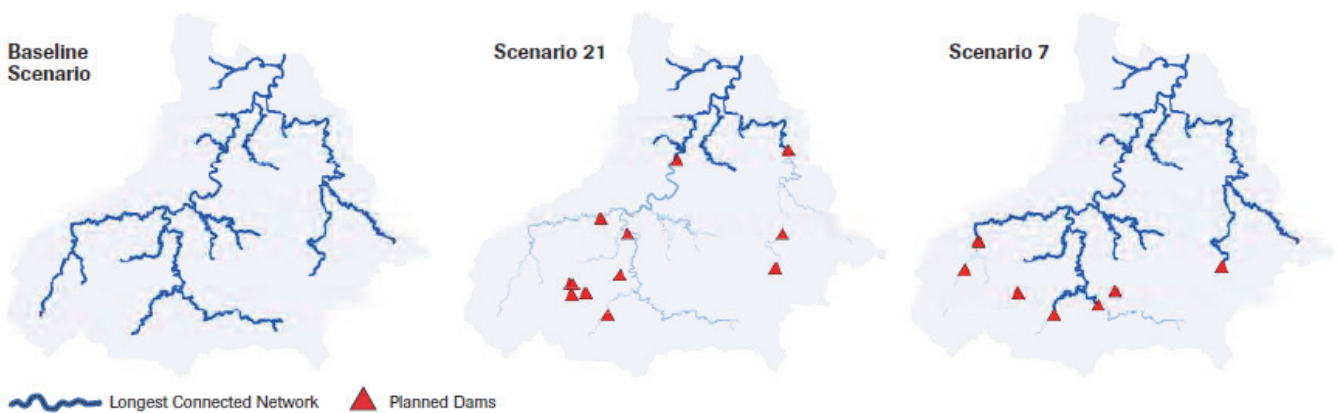 Baseline
Scenario
Scenario 21
Scenario 7
Longest Connected Network
Planned Dams